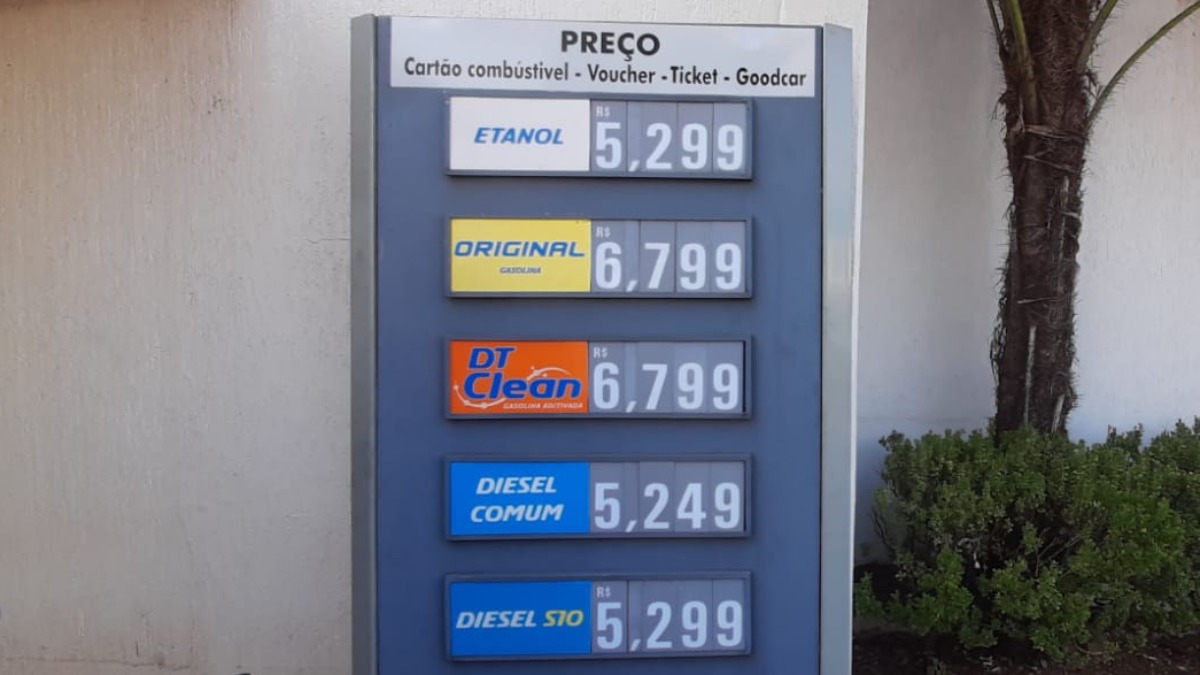 PREÇO
Cartão combústivel - Voucher - Ticket - Goodcar
ETANOL
R$ 5,299
ORIGINAL
GASOLINA
R$ 6,799
DT
Clean
GASOLINA ADITIVADA
R$ 6,799
DIESEL
COMUM
5,249
DIESEL S10
R$ 5,299